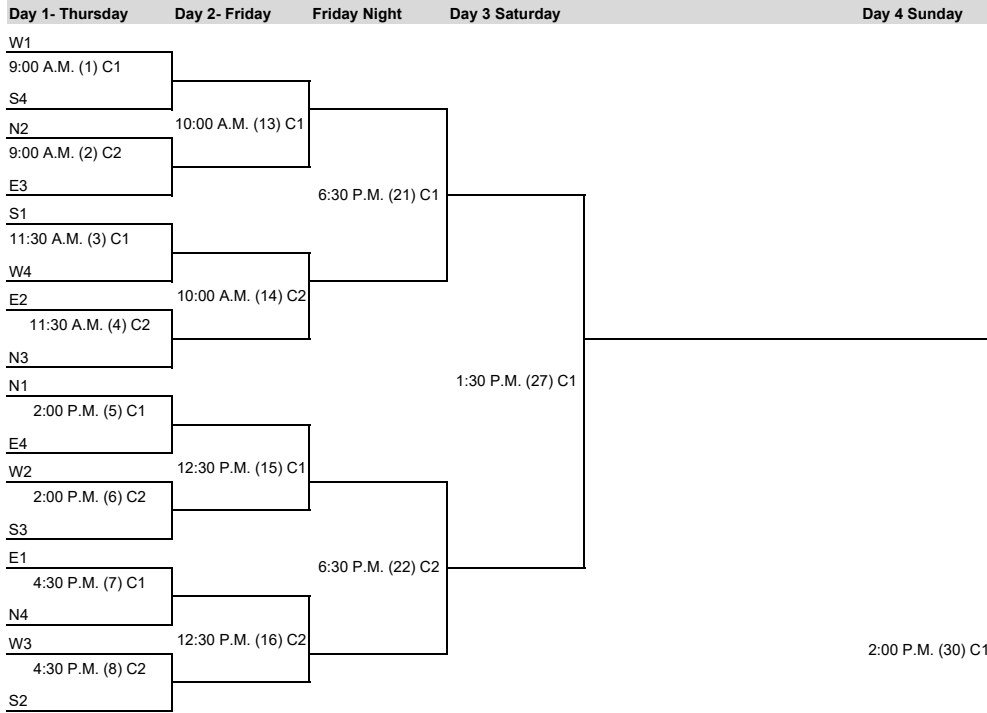 Day 1- Thursday Day 2- Friday Friday Night Day 3 Saturday Day 4 Sunday
W1
9:00 A.M. (1) C1
S4
10:00 A.M. (13) C1
N2
9:00 A.M. (2) C2
E3
6:30 P.M. (21) C1
S1
11:30 A.M. (3) C1
W4
10:00 A.M. (14) C2
E2
11:30 A.M. (4) C2
N3
1:30 P.M. (27) C1
N1
2:00 P.M. (5) C1
E4
12:30 P.M. (15) C1
W2
2:00 P.M. (6) C2
S3
6:30 P.M. (22) C2
E1
4:30 P.M. (7) C1
N4
12:30 P.M. (16) C2
W3
2:00 P.M. (30) C1
4:30 P.M. (8) C2
S2